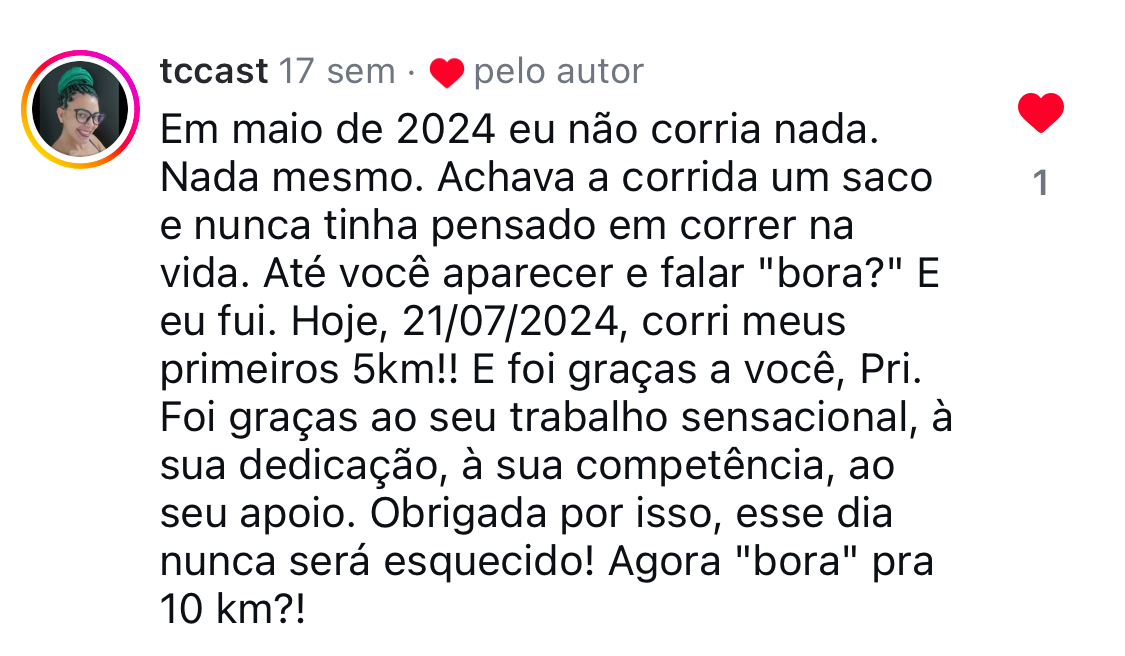 tccast 17 sem · ❤️ pelo autor
Em maio de 2024 eu não corria nada.
Nada mesmo. Achava a corrida um saco
e nunca tinha pensado em correr na
vida. Até você aparecer e falar "bora?" E
eu fui. Hoje, 21/07/2024, corri meus
primeiros 5km!! E foi graças a você, Pri.
Foi graças ao seu trabalho sensacional, à
sua dedicação, à sua competência, ao
seu apoio. Obrigada por isso, esse dia
nunca será esquecido! Agora "bora" pra
10 km?!
1